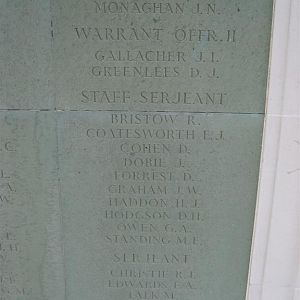 MONAGHAN J.N.
WARRANT OFFR. II
GALLACHER J. I.
GREENLEES D. J.
STAFF SERJEANT
BRISTOW R.
COATESWORTH E.J.
COHEN D.
DOBIE J.
FORREST D.
GRAHAM J.W.
HADDON H.J.
HODGSON D.H.
OWEN G.A.
STANDING M.F.
SERJEANT
CHRISTIE R.J.
EDWARDS F.A.